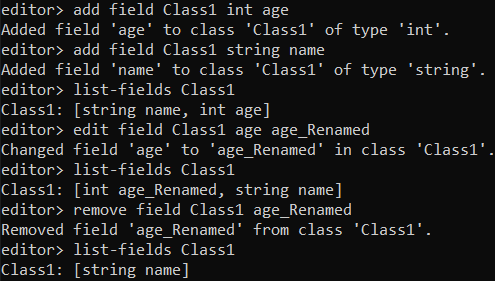 editor> add field Class1 int age
Added field 'age' to class 'Class1' of type 'int'.
editor> add field Class1 string name
Added field 'name' to class 'Class1' of type 'string'.
editor> list-fields Class1
Class1: [string name, int age]
editor> edit field Class1 age age_Renamed
Changed field 'age' to 'age_Renamed' in class 'Class1'.
editor> list-fields Class1
Class1: [int age_Renamed, string name]
editor> remove field Class1 age_Renamed
Removed field 'age_Renamed' from class 'Class1'.
editor> list-fields Class1
Class1: [string name]